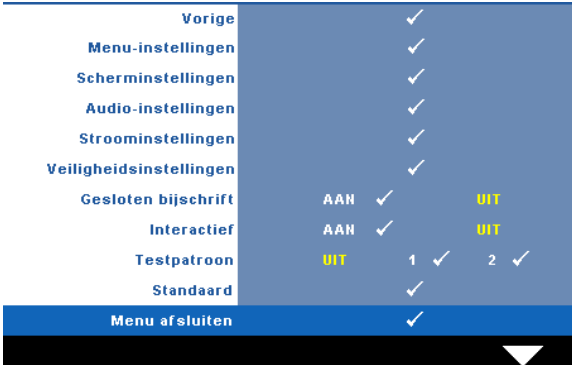 Vorige ✓
Menu-instellingen ✓
Scherminstellingen ✓
Audio-instellingen ✓
Stroominstellingen ✓
Veiligheidsinstellingen ✓
Gesloten bijschrift AAN ✓ UIT
Interactief AAN ✓ UIT
Testpatroon UIT 1 ✓ 2 ✓
Standaard ✓
Menu afsluiten ✓